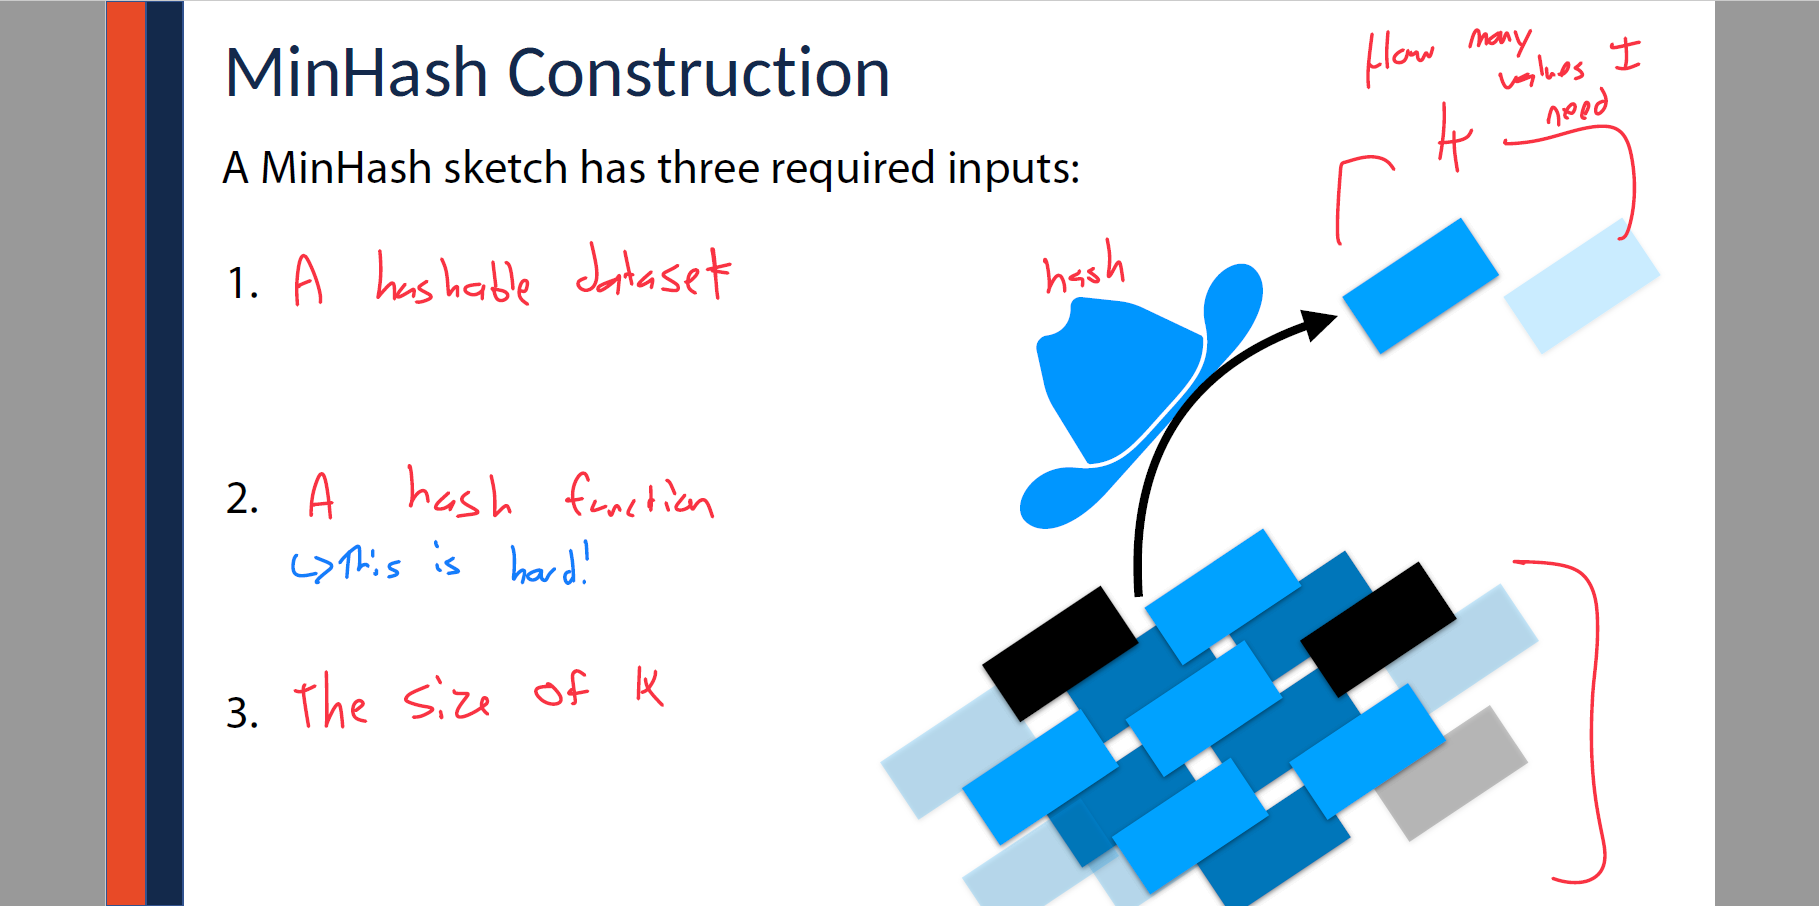 MinHash Construction
How many
values I
need
k
A MinHash sketch has three required inputs:
hash
1. A hashable dataset
2. A hash function
↳ This is hard!
3. The size of k